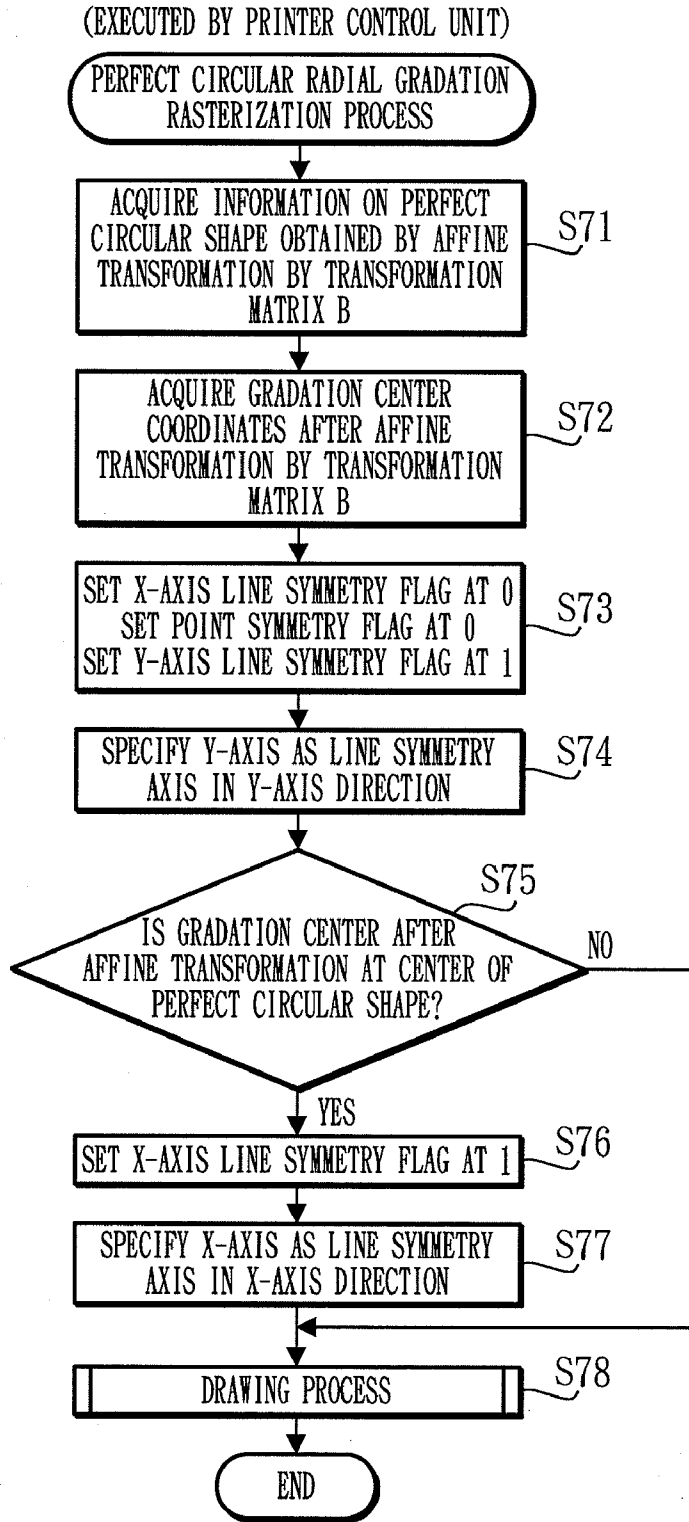 (EXECUTED BY PRINTER CONTROL UNIT)
PERFECT CIRCULAR RADIAL GRADATION
RASTERIZATION PROCESS
ACQUIRE INFORMATION ON PERFECT
CIRCULAR SHAPE OBTAINED BY AFFINE
TRANSFORMATION BY TRANSFORMATION
MATRIX B
S71
ACQUIRE GRADATION CENTER
COORDINATES AFTER AFFINE
TRANSFORMATION BY TRANSFORMATION
MATRIX B
S72
SET X-AXIS LINE SYMMETRY FLAG AT 0
SET POINT SYMMETRY FLAG AT 0
SET Y-AXIS LINE SYMMETRY FLAG AT 1
S73
SPECIFY Y-AXIS AS LINE SYMMETRY
AXIS IN Y-AXIS DIRECTION
S74
S75
IS GRADATION CENTER AFTER
AFFINE TRANSFORMATION AT CENTER OF
PERFECT CIRCULAR SHAPE?
NO
YES
SET X-AXIS LINE SYMMETRY FLAG AT 1
S76
SPECIFY X-AXIS AS LINE SYMMETRY
AXIS IN X-AXIS DIRECTION
S77
DRAWING PROCESS
S78
END